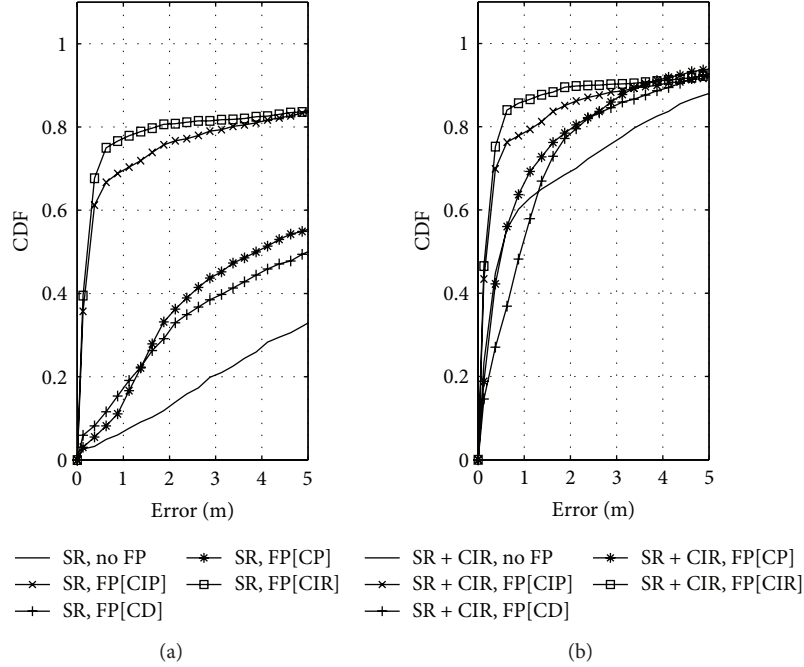 1
0.8
0.6
0.4
0.2
0
CDF
0 1 2 3 4 5
Error (m)
SR, no FP
SR, FP[CIP]
SR, FP[CD]
SR, FP[CP]
SR, FP[CIR]
(a)
1
0.8
0.6
0.4
0.2
0
CDF
0 1 2 3 4 5
Error (m)
SR + CIR, no FP
SR + CIR, FP[CIP]
SR + CIR, FP[CD]
SR + CIR, FP[CP]
SR + CIR, FP[CIR]
(b)